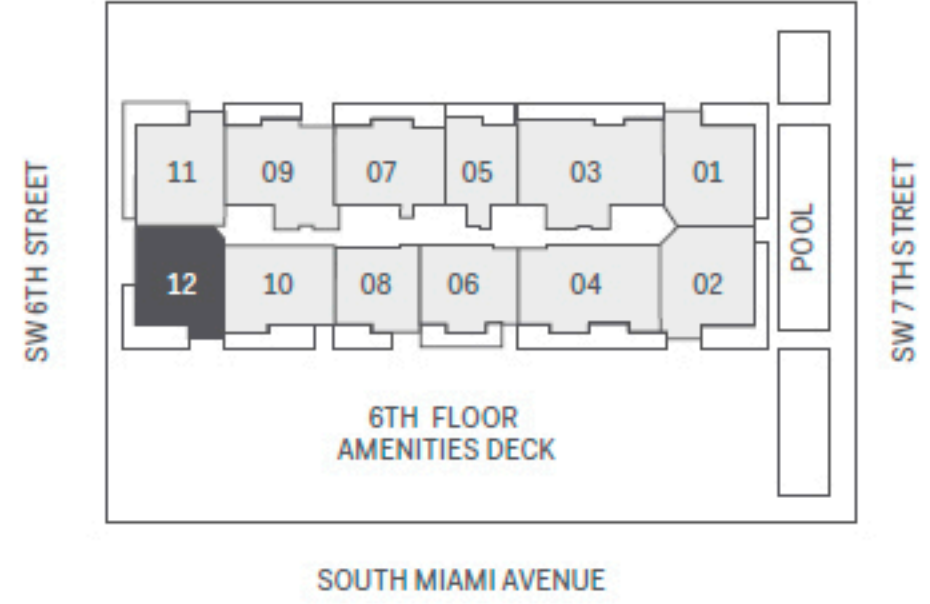 11 09 07 05 03 01
12 10 08 06 04 02
SW 6TH STREET
POOL
SW 7TH STREET
6TH FLOOR
AMENITIES DECK
SOUTH MIAMI AVENUE